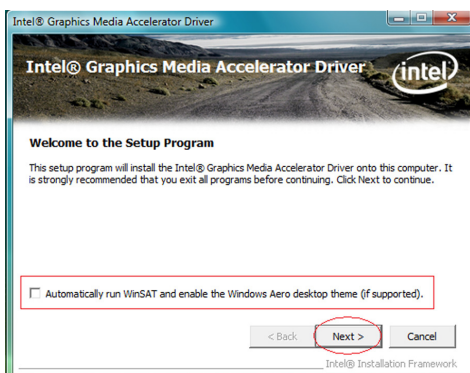 Intel® Graphics Media Accelerator Driver
Intel® Graphics Media Accelerator Driver
intel
Welcome to the Setup Program
This setup program will install the Intel® Graphics Media Accelerator Driver onto this computer. It
is strongly recommended that you exit all programs before continuing. Click Next to continue.
Automatically run WinSAT and enable the Windows Aero desktop theme (if supported).
< Back
Next >
Cancel
Intel® Installation Framework